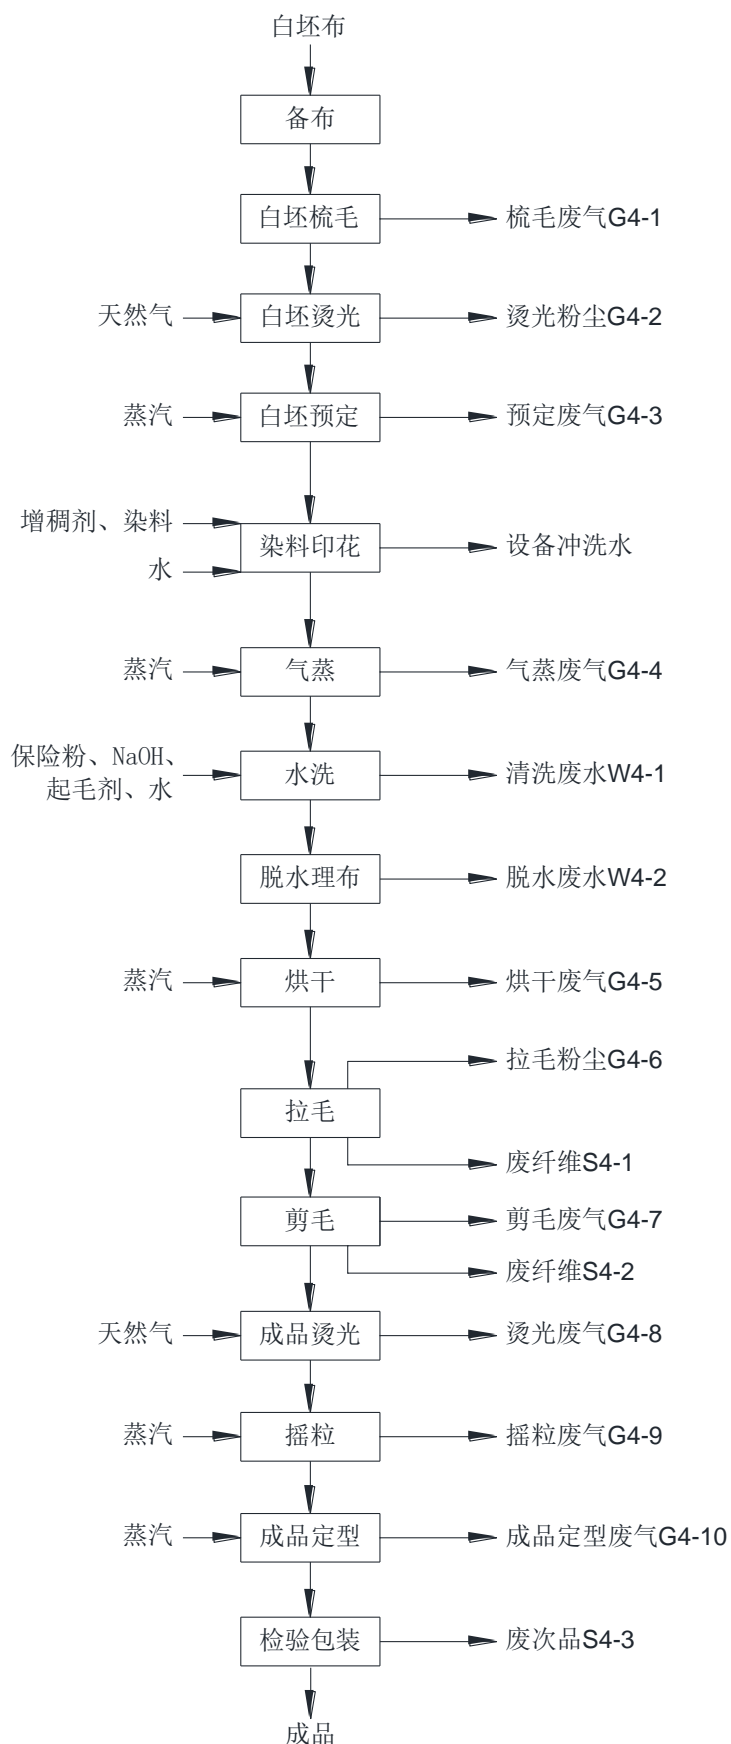 白坯布
备布
白坯梳毛
梳毛废气G4-1
天然气
白坯烫光
烫光粉尘G4-2
蒸汽
白坯预定
预定废气G4-3
增稠剂、染料
水
染料印花
设备冲洗水
蒸汽
气蒸
气蒸废气G4-4
保险粉、NaOH、
起毛剂、水
水洗
清洗废水W4-1
脱水理布
脱水废水W4-2
蒸汽
烘干
烘干废气G4-5
拉毛粉尘G4-6
拉毛
废纤维S4-1
剪毛
剪毛废气G4-7
废纤维S4-2
天然气
成品烫光
烫光废气G4-8
蒸汽
摇粒
摇粒废气G4-9
蒸汽
成品定型
成品定型废气G4-10
检验包装
废次品S4-3
成品